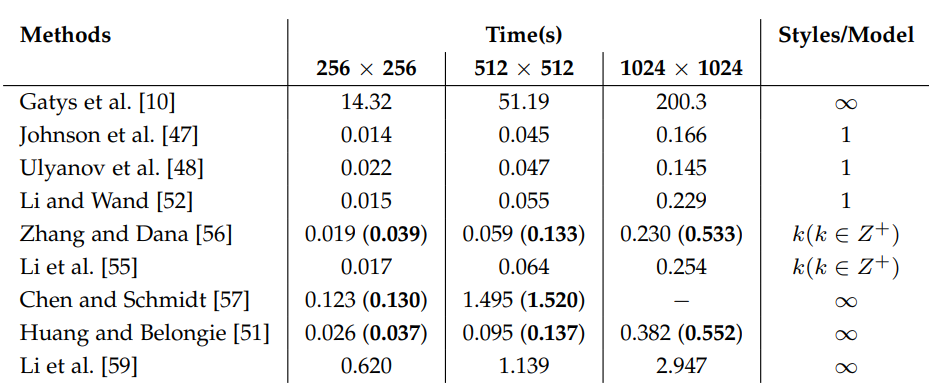 Methods Time(s) Styles/Model
256 × 256 512 × 512 1024 × 1024
Gatys et al. [10] 14.32 51.19 200.3 ∞
Johnson et al. [47] 0.014 0.045 0.166 1
Ulyanov et al. [48] 0.022 0.047 0.145 1
Li and Wand [52] 0.015 0.055 0.229 1
Zhang and Dana [56] 0.019 (0.039) 0.059 (0.133) 0.230 (0.533) k(k ∈ Z⁺)
Li et al. [55] 0.017 0.064 0.254 k(k ∈ Z⁺)
Chen and Schmidt [57] 0.123 (0.130) 1.495 (1.520) − ∞
Huang and Belongie [51] 0.026 (0.037) 0.095 (0.137) 0.382 (0.552) ∞
Li et al. [59] 0.620 1.139 2.947 ∞